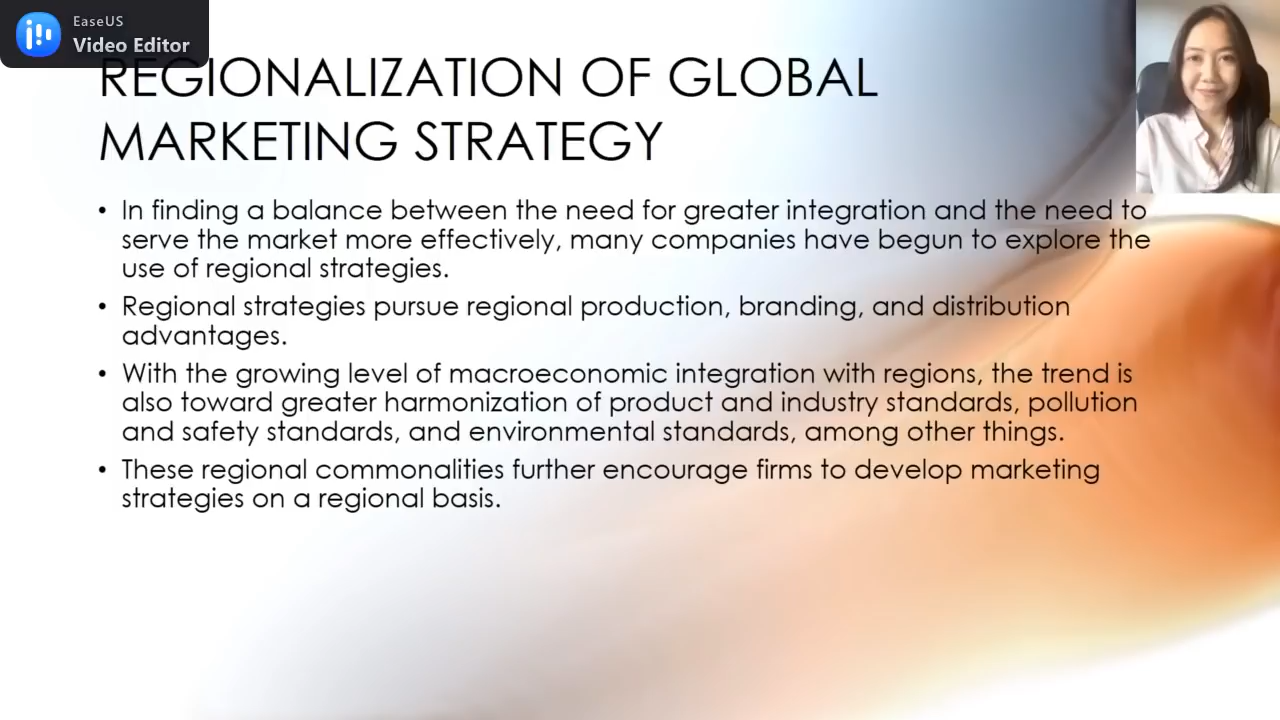 EaseUS
Video Editor
REGIONALIZATION OF GLOBAL
MARKETING STRATEGY
• In finding a balance between the need for greater integration and the need to
serve the market more effectively, many companies have begun to explore the
use of regional strategies.
• Regional strategies pursue regional production, branding, and distribution
advantages.
• With the growing level of macroeconomic integration with regions, the trend is
also toward greater harmonization of product and industry standards, pollution
and safety standards, and environmental standards, among other things.
• These regional commonalities further encourage firms to develop marketing
strategies on a regional basis.